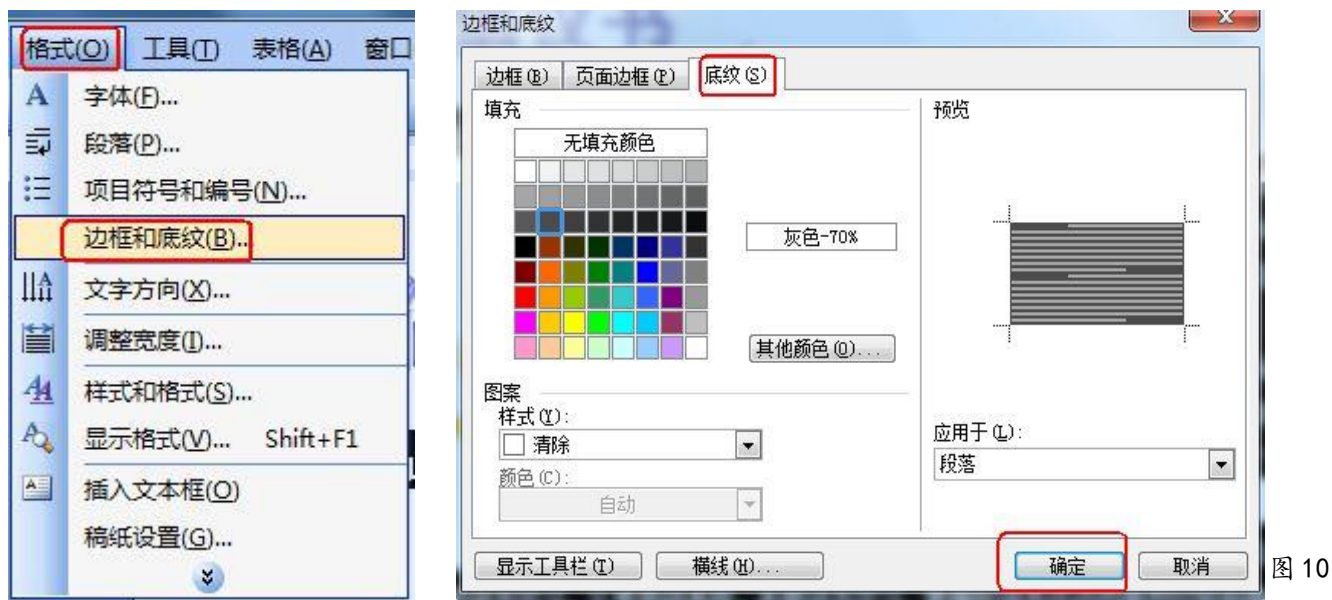 格式(O) 工具(T) 表格(A) 窗口
字体(F)...
段落(P)...
项目符号和编号(N)...
边框和底纹(B)...
文字方向(X)...
调整宽度(I)...
样式和格式(S)...
显示格式(V)... Shift+F1
插入文本框(O)
稿纸设置(G)...
边框和底纹
边框(B) 页面边框(P) 底纹(S)
填充
无填充颜色
灰色-70%
其他颜色(O)...
图案
样式(Y):
清除
颜色(C):
自动
预览
应用于(L):
段落
显示工具栏(T) 横线(H)... 确定 取消
图 10